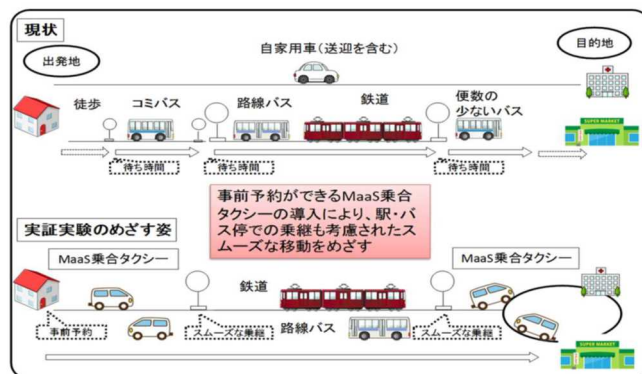 現状
出発地
自家用車(送迎を含む)
目的地
徒歩
コミバス
路線バス
鉄道
便数の
少ないバス
待ち時間
待ち時間
待ち時間
SUPER MARKET
事前予約ができるMaaS乗合
タクシーの導入により、駅・バ
ス停での乗継も考慮された
スムーズな移動をめざす
実証実験のめざす姿
MaaS乗合タクシー
鉄道
MaaS乗合タクシー
路線バス
事前予約
スムーズな乗継
スムーズな乗継
SUPER MARKET